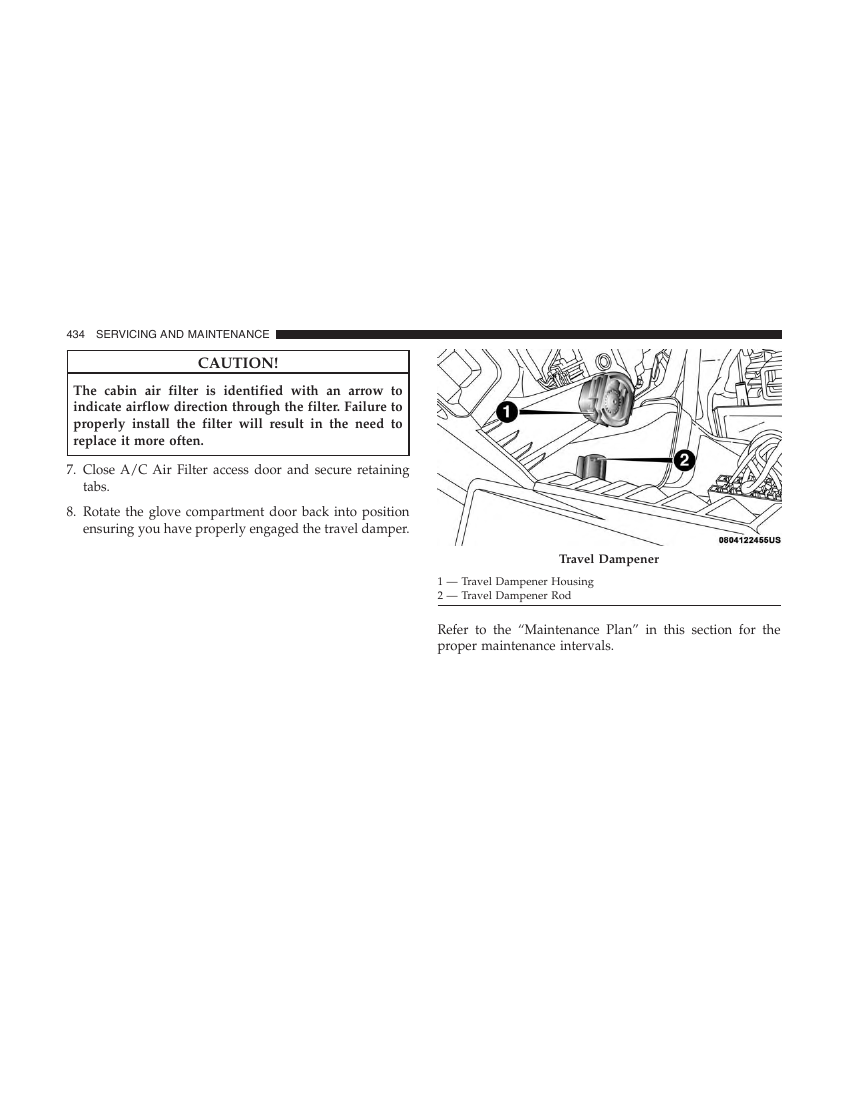 434 SERVICING AND MAINTENANCE
CAUTION!
The cabin air filter is identified with an arrow to
indicate airflow direction through the filter. Failure to
properly install the filter will result in the need to
replace it more often.
7. Close A/C Air Filter access door and secure retaining
tabs.
8. Rotate the glove compartment door back into position
ensuring you have properly engaged the travel damper.
1
2
0804122455US
Travel Dampener
1 — Travel Dampener Housing
2 — Travel Dampener Rod
Refer to the “Maintenance Plan” in this section for the
proper maintenance intervals.